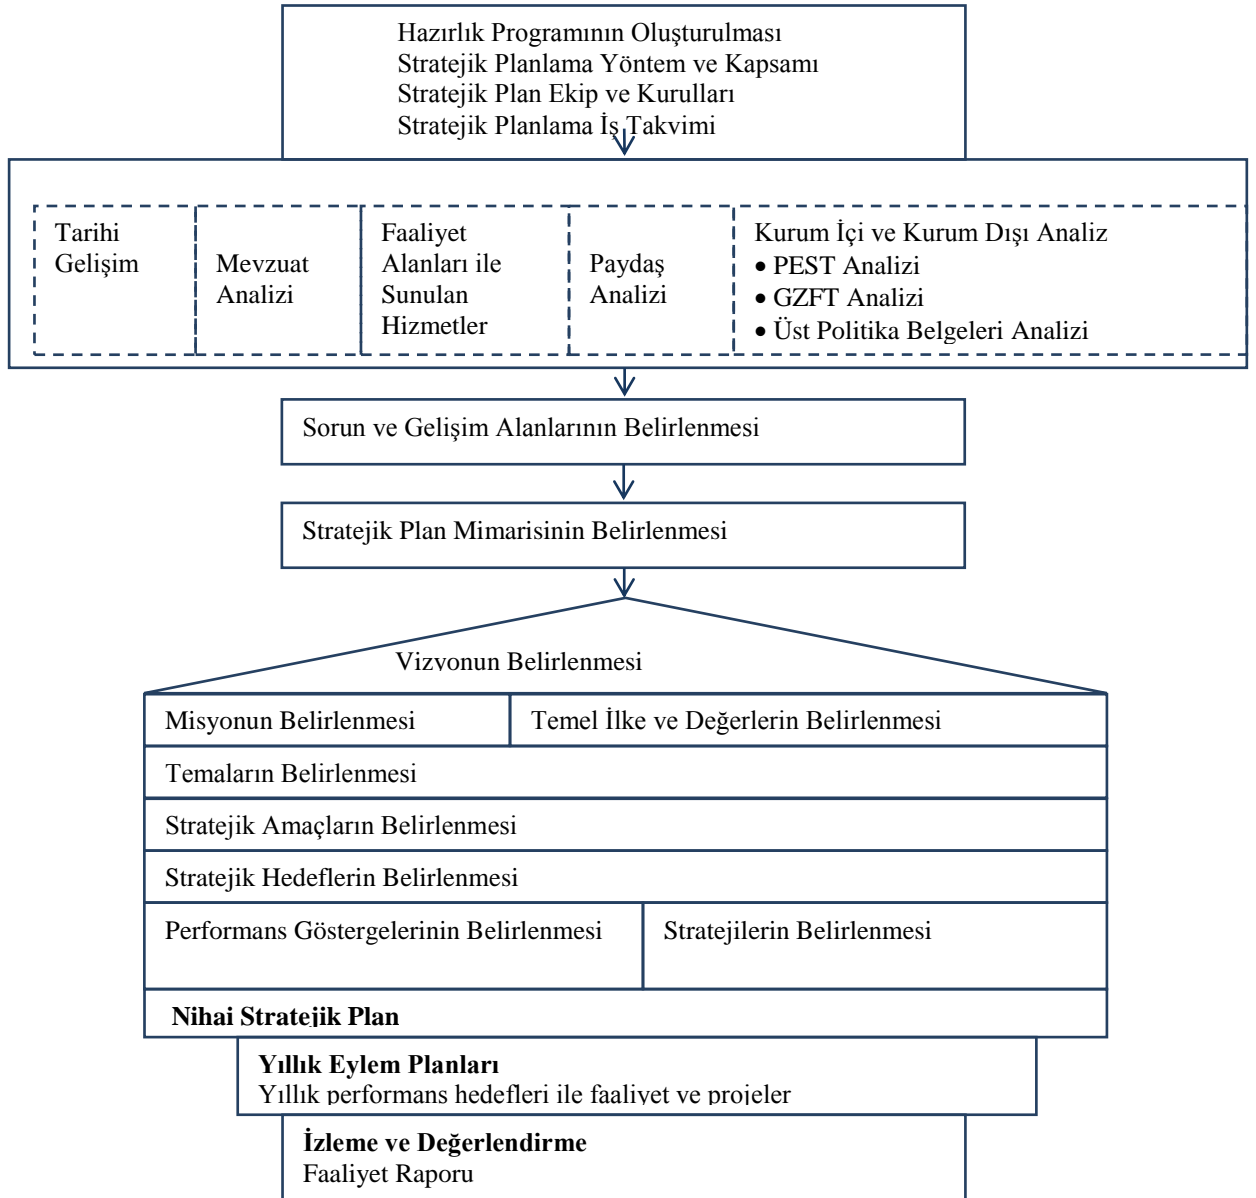 Hazırlık Programının Oluşturulması
Stratejik Planlama Yöntem ve Kapsamı
Stratejik Plan Ekip ve Kurulları
Stratejik Planlama İş Takvimi
Tarihi
Gelişim
Mevzuat
Analizi
Faaliyet
Alanları ile
Sunulan
Hizmetler
Paydaş
Analizi
Kurum İçi ve Kurum Dışı Analiz
• PEST Analizi
• GZFT Analizi
• Üst Politika Belgeleri Analizi
Sorun ve Gelişim Alanlarının Belirlenmesi
Stratejik Plan Mimarisinin Belirlenmesi
Vizyonun Belirlenmesi
Misyonun Belirlenmesi
Temel İlke ve Değerlerin Belirlenmesi
Temaların Belirlenmesi
Stratejik Amaçların Belirlenmesi
Stratejik Hedeflerin Belirlenmesi
Performans Göstergelerinin Belirlenmesi
Stratejilerin Belirlenmesi
Nihai Stratejik Plan
Yıllık Eylem Planları
Yıllık performans hedefleri ile faaliyet ve projeler
İzleme ve Değerlendirme
Faaliyet Raporu